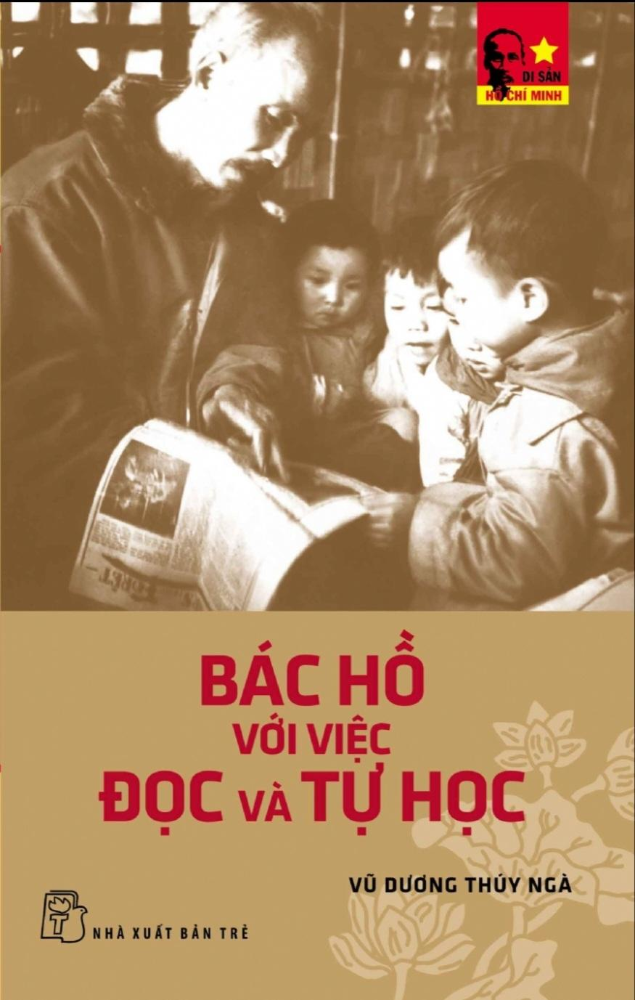 DI SẢN
HỒ CHÍ MINH
BÁC HỒ
VỚI VIỆC
ĐỌC VÀ TỰ HỌC
VŨ DƯƠNG THÚY NGÀ
T
NHÀ XUẤT BẢN TRẺ